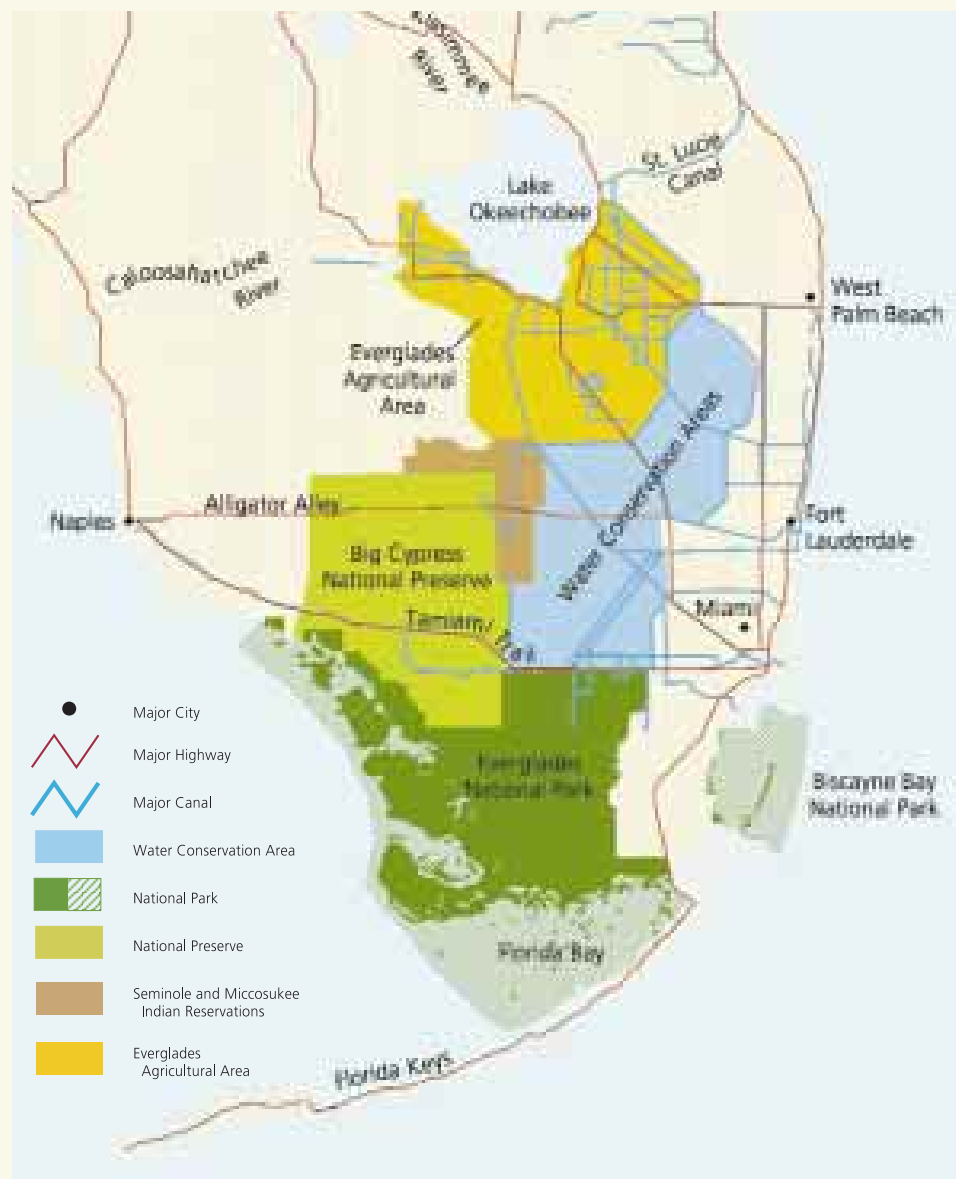 Kissimmee
River
St. Lucie
Canal
Lake
Okeechobee
Caloosahatchee
River
West
Palm Beach
Everglades
Agricultural
Area
Water Conservation Areas
Alligator Alley
Naples
Fort
Lauderdale
Big Cypress
National Preserve
Miami
Tamiami Trail
Everglades
National Park
Biscayne Bay
National Park
Florida Bay
Florida Keys
Major City
Major Highway
Major Canal
Water Conservation Area
National Park
National Preserve
Seminole and Miccosukee
Indian Reservations
Everglades
Agricultural Area